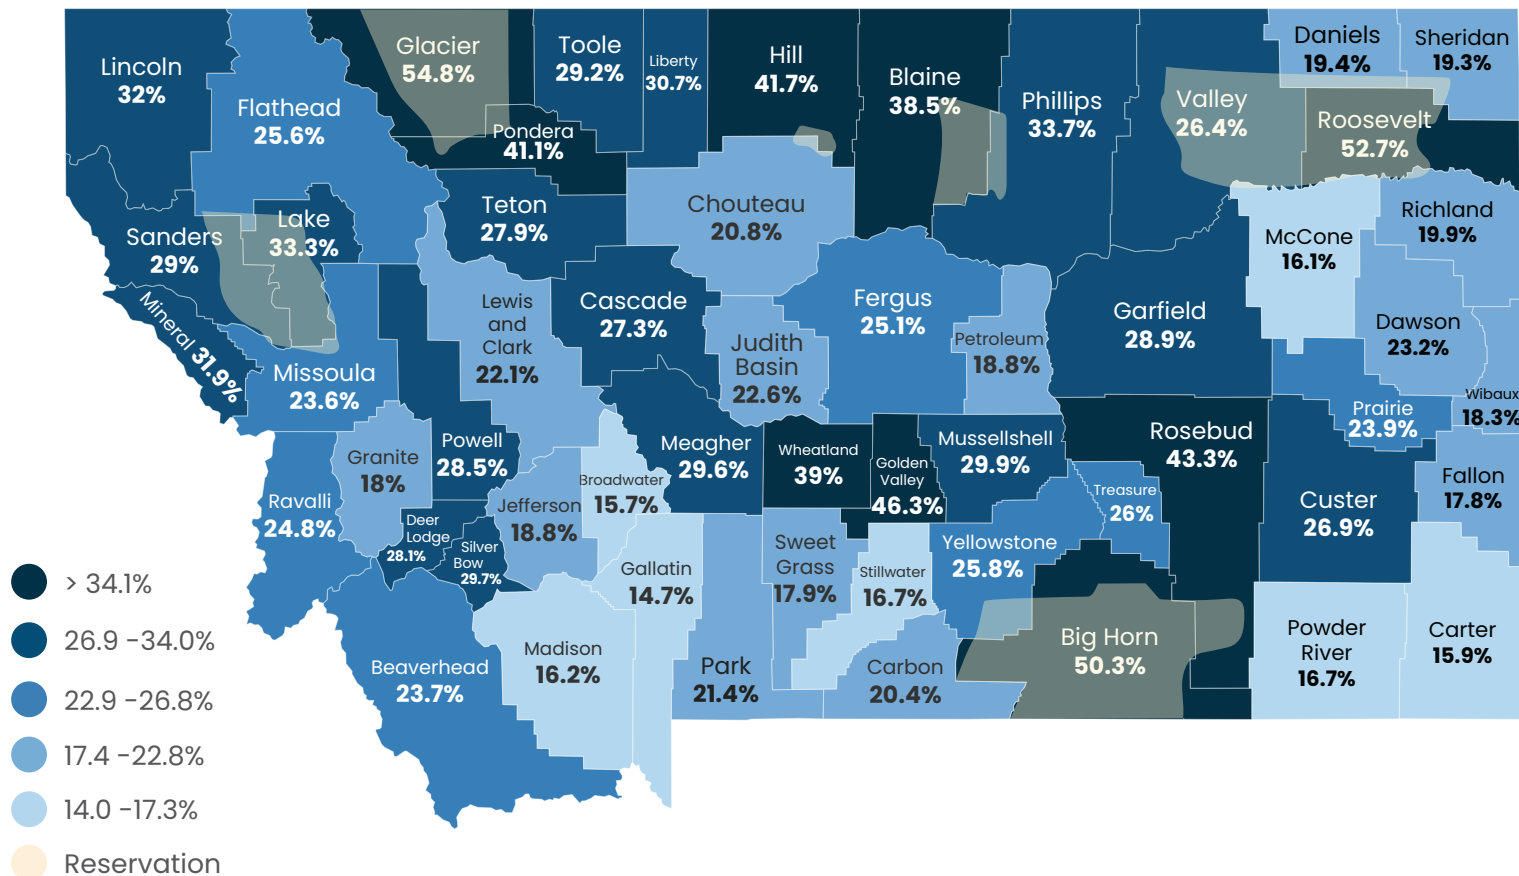 Lincoln
32%
Flathead
25.6%
Glacier
54.8%
Pondera
41.1%
Toole
29.2%
Liberty
30.7%
Hill
41.7%
Blaine
38.5%
Phillips
33.7%
Valley
26.4%
Daniels
19.4%
Sheridan
19.3%
Roosevelt
52.7%
Sanders
29%
Lake
33.3%
Teton
27.9%
Chouteau
20.8%
McCone
16.1%
Richland
19.9%
Mineral 31.9%
Missoula
23.6%
Lewis
and
Clark
22.1%
Cascade
27.3%
Judith
Basin
22.6%
Fergus
25.1%
Petroleum
18.8%
Garfield
28.9%
Dawson
23.2%
Wibaux
18.3%
Prairie
23.9%
Granite
18%
Powell
28.5%
Meagher
29.6%
Wheatland
39%
Golden
Valley
46.3%
Mussellshell
29.9%
Rosebud
43.3%
Ravalli
24.8%
Deer
Lodge
28.1%
Silver
Bow
29.7%
Jefferson
18.8%
Broadwater
15.7%
Treasure
26%
Custer
26.9%
Fallon
17.8%
Gallatin
14.7%
Sweet
Grass
17.9%
Stillwater
16.7%
Yellowstone
25.8%
Beaverhead
23.7%
Madison
16.2%
Park
21.4%
Carbon
20.4%
Big Horn
50.3%
Powder
River
16.7%
Carter
15.9%
> 34.1%
26.9 -34.0%
22.9 -26.8%
17.4 -22.8%
14.0 -17.3%
Reservation